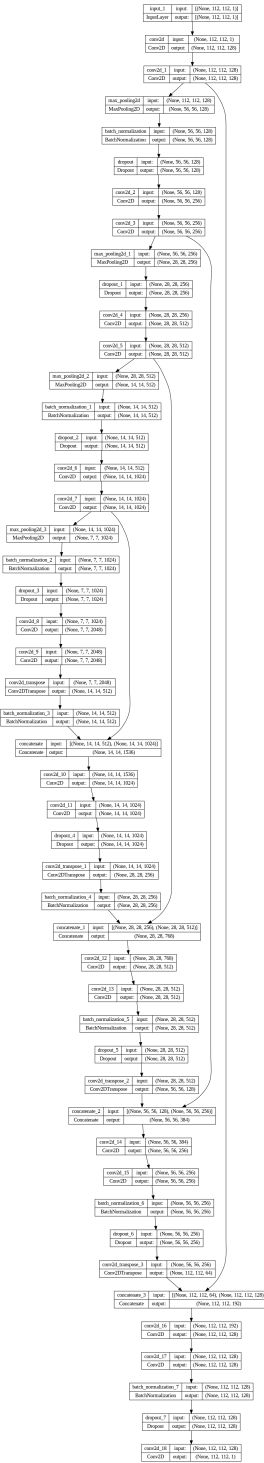 input_1 input: [(None, 112, 112, 1)]
InputLayer output: [(None, 112, 112, 1)]
conv2d input: (None, 112, 112, 1)
Conv2D output: (None, 112, 112, 128)
conv2d_1 input: (None, 112, 112, 128)
Conv2D output: (None, 112, 112, 128)
max_pooling2d input: (None, 112, 112, 128)
MaxPooling2D output: (None, 56, 56, 128)
batch_normalization input: (None, 56, 56, 128)
BatchNormalization output: (None, 56, 56, 128)
dropout input: (None, 56, 56, 128)
Dropout output: (None, 56, 56, 128)
conv2d_2 input: (None, 56, 56, 128)
Conv2D output: (None, 56, 56, 256)
conv2d_3 input: (None, 56, 56, 256)
Conv2D output: (None, 56, 56, 256)
max_pooling2d_1 input: (None, 56, 56, 256)
MaxPooling2D output: (None, 28, 28, 256)
dropout_1 input: (None, 28, 28, 256)
Dropout output: (None, 28, 28, 256)
conv2d_4 input: (None, 28, 28, 256)
Conv2D output: (None, 28, 28, 512)
conv2d_5 input: (None, 28, 28, 512)
Conv2D output: (None, 28, 28, 512)
max_pooling2d_2 input: (None, 28, 28, 512)
MaxPooling2D output: (None, 14, 14, 512)
batch_normalization_1 input: (None, 14, 14, 512)
BatchNormalization output: (None, 14, 14, 512)
dropout_2 input: (None, 14, 14, 512)
Dropout output: (None, 14, 14, 512)
conv2d_6 input: (None, 14, 14, 512)
Conv2D output: (None, 14, 14, 1024)
conv2d_7 input: (None, 14, 14, 1024)
Conv2D output: (None, 14, 14, 1024)
max_pooling2d_3 input: (None, 14, 14, 1024)
MaxPooling2D output: (None, 7, 7, 1024)
batch_normalization_2 input: (None, 7, 7, 1024)
BatchNormalization output: (None, 7, 7, 1024)
dropout_3 input: (None, 7, 7, 1024)
Dropout output: (None, 7, 7, 1024)
conv2d_8 input: (None, 7, 7, 1024)
Conv2D output: (None, 7, 7, 2048)
conv2d_9 input: (None, 7, 7, 2048)
Conv2D output: (None, 7, 7, 2048)
conv2d_transpose input: (None, 7, 7, 2048)
Conv2DTranspose output: (None, 14, 14, 512)
batch_normalization_3 input: (None, 14, 14, 512)
BatchNormalization output: (None, 14, 14, 512)
concatenate input: [(None, 14, 14, 512), (None, 14, 14, 1024)]
Concatenate output: (None, 14, 14, 1536)
conv2d_10 input: (None, 14, 14, 1536)
Conv2D output: (None, 14, 14, 1024)
conv2d_11 input: (None, 14, 14, 1024)
Conv2D output: (None, 14, 14, 1024)
dropout_4 input: (None, 14, 14, 1024)
Dropout output: (None, 14, 14, 1024)
conv2d_transpose_1 input: (None, 14, 14, 1024)
Conv2DTranspose output: (None, 28, 28, 256)
batch_normalization_4 input: (None, 28, 28, 256)
BatchNormalization output: (None, 28, 28, 256)
concatenate_1 input: [(None, 28, 28, 256), (None, 28, 28, 512)]
Concatenate output: (None, 28, 28, 768)
conv2d_12 input: (None, 28, 28, 768)
Conv2D output: (None, 28, 28, 512)
conv2d_13 input: (None, 28, 28, 512)
Conv2D output: (None, 28, 28, 512)
batch_normalization_5 input: (None, 28, 28, 512)
BatchNormalization output: (None, 28, 28, 512)
dropout_5 input: (None, 28, 28, 512)
Dropout output: (None, 28, 28, 512)
conv2d_transpose_2 input: (None, 28, 28, 512)
Conv2DTranspose output: (None, 56, 56, 128)
concatenate_2 input: [(None, 56, 56, 128), (None, 56, 56, 256)]
Concatenate output: (None, 56, 56, 384)
conv2d_14 input: (None, 56, 56, 384)
Conv2D output: (None, 56, 56, 256)
conv2d_15 input: (None, 56, 56, 256)
Conv2D output: (None, 56, 56, 256)
batch_normalization_6 input: (None, 56, 56, 256)
BatchNormalization output: (None, 56, 56, 256)
dropout_6 input: (None, 56, 56, 256)
Dropout output: (None, 56, 56, 256)
conv2d_transpose_3 input: (None, 56, 56, 256)
Conv2DTranspose output: (None, 112, 112, 64)
concatenate_3 input: [(None, 112, 112, 64), (None, 112, 112, 128)]
Concatenate output: (None, 112, 112, 192)
conv2d_16 input: (None, 112, 112, 192)
Conv2D output: (None, 112, 112, 128)
conv2d_17 input: (None, 112, 112, 128)
Conv2D output: (None, 112, 112, 128)
batch_normalization_7 input: (None, 112, 112, 128)
BatchNormalization output: (None, 112, 112, 128)
dropout_7 input: (None, 112, 112, 128)
Dropout output: (None, 112, 112, 128)
conv2d_18 input: (None, 112, 112, 128)
Conv2D output: (None, 112, 112, 1)